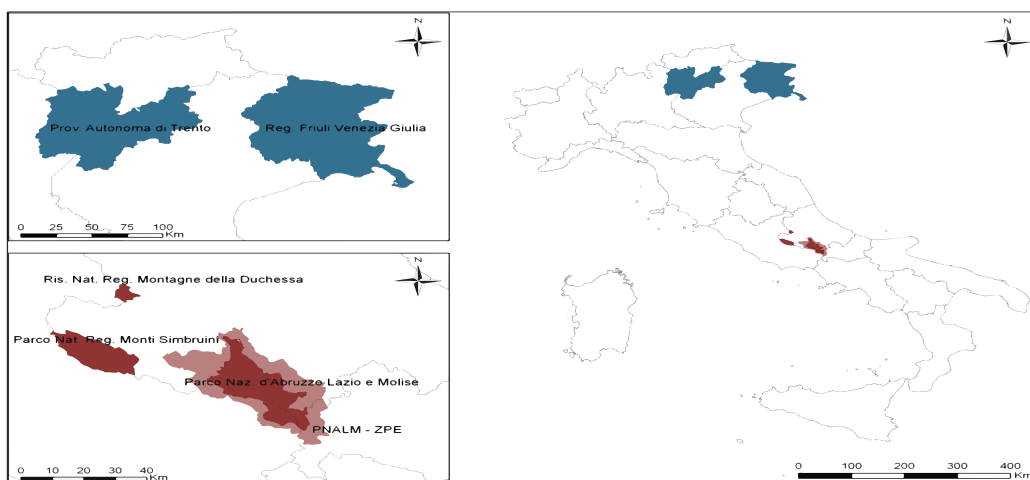 Z
Prov. Autonoma di Trento
Reg. Friuli Venezia Giulia
0 25 50 75 100
Km
Z
Ris. Nat. Reg. Montagne della Duchessa
Parco Nat. Reg. Monti Simbruini
Parco Naz. d'Abruzzo Lazio e Molise
PNALM - ZPE
0 10 20 30 40
Km
Z
0 100 200 300 400
Km